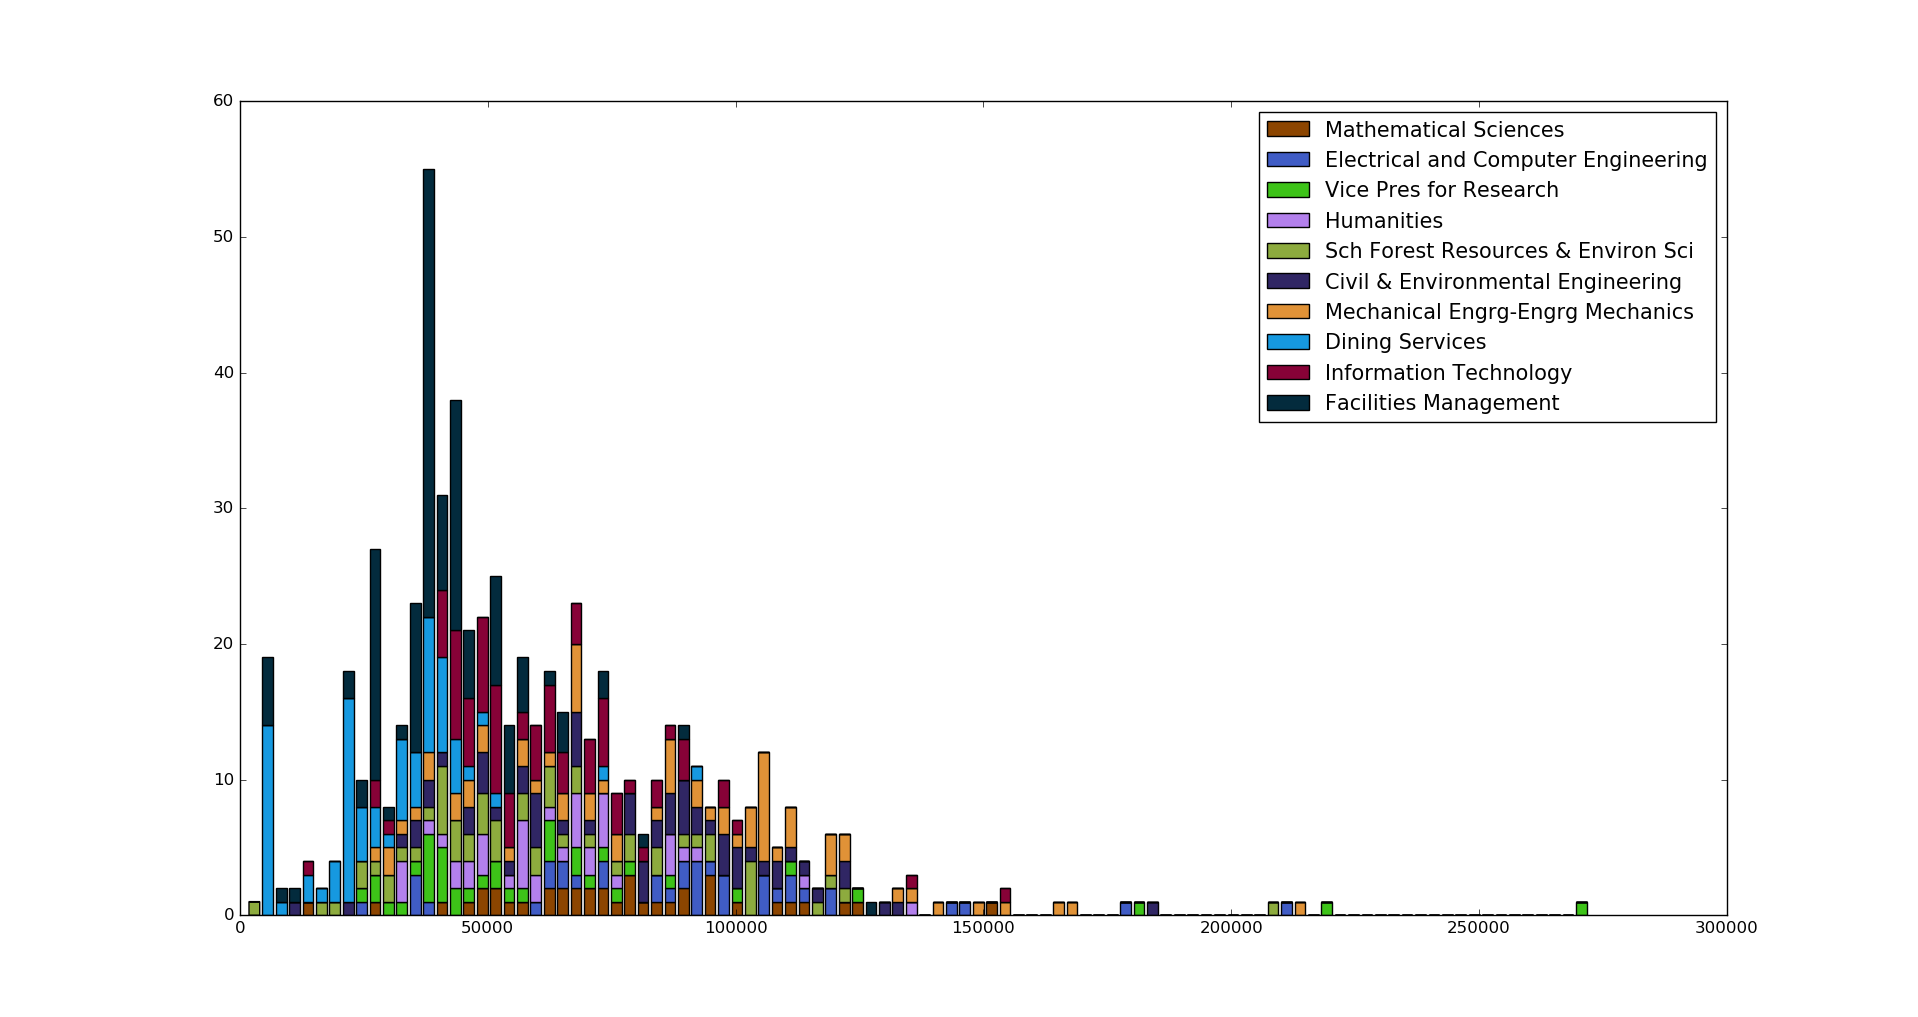 60
50
40
30
20
10
0
0 50000 100000 150000 200000 250000 300000
Mathematical Sciences
Electrical and Computer Engineering
Vice Pres for Research
Humanities
Sch Forest Resources & Environ Sci
Civil & Environmental Engineering
Mechanical Engrg-Engrg Mechanics
Dining Services
Information Technology
Facilities Management